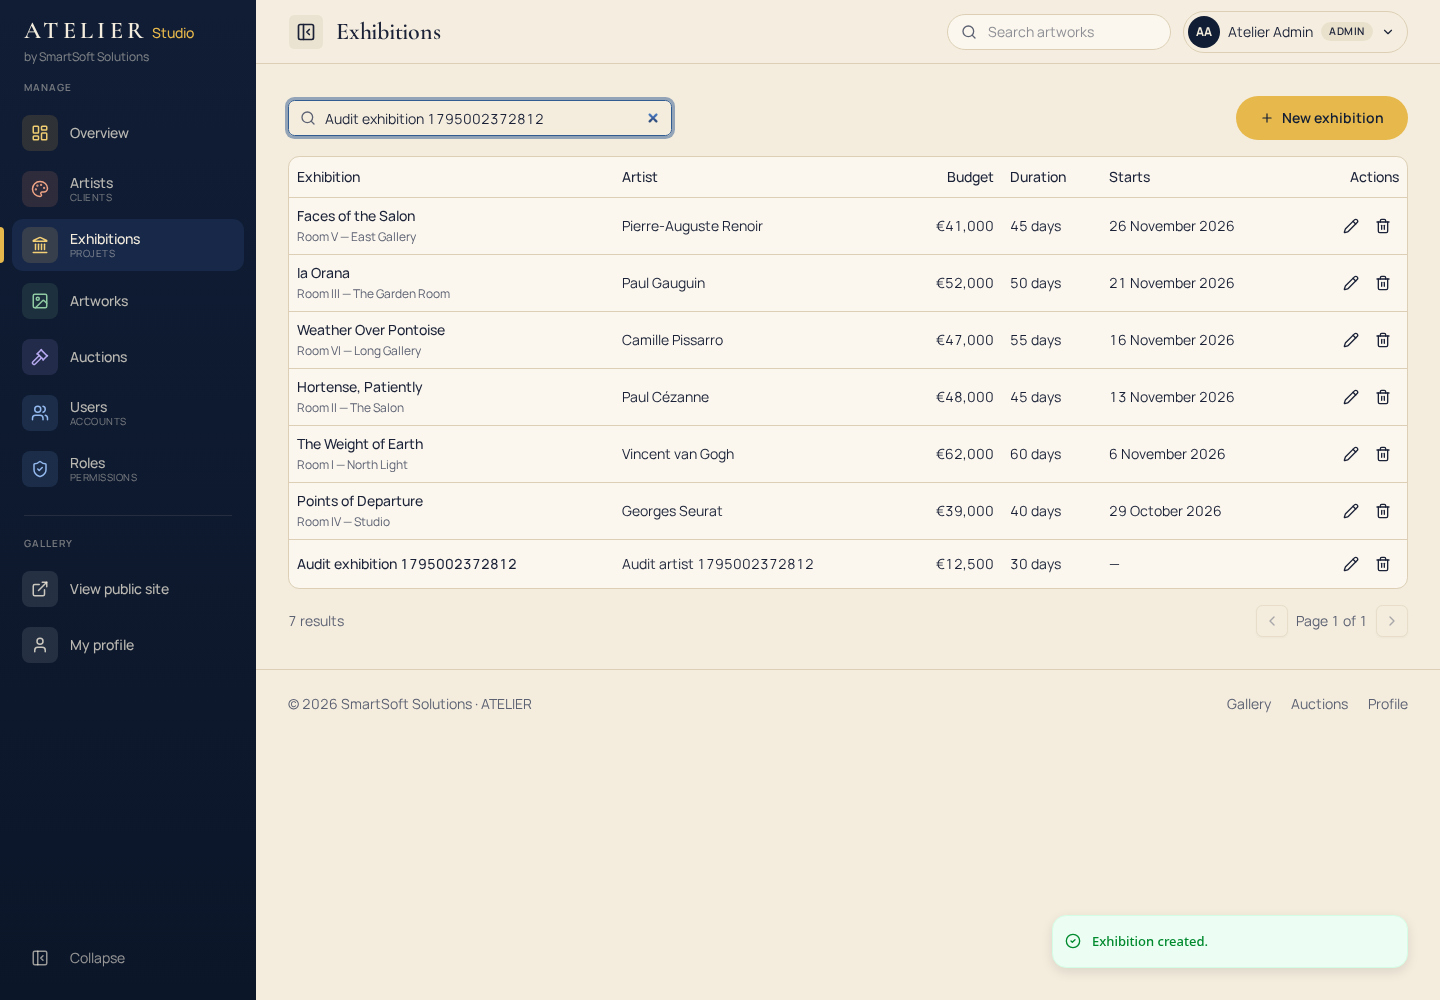 ATELIER Studio
by SmartSoft Solutions
MANAGE
Overview
Artists
CLIENTS
Exhibitions
PROJETS
Artworks
Auctions
Users
ACCOUNTS
Roles
PERMISSIONS
GALLERY
View public site
My profile
Collapse
Exhibitions
Search artworks
AA Atelier Admin ADMIN
Audit exhibition 1795002372812
New exhibition
Exhibition Artist Budget Duration Starts Actions
Faces of the Salon
Room V — East Gallery
Pierre-Auguste Renoir €41,000 45 days 26 November 2026
Ia Orana
Room III — The Garden Room
Paul Gauguin €52,000 50 days 21 November 2026
Weather Over Pontoise
Room VI — Long Gallery
Camille Pissarro €47,000 55 days 16 November 2026
Hortense, Patiently
Room II — The Salon
Paul Cézanne €48,000 45 days 13 November 2026
The Weight of Earth
Room I — North Light
Vincent van Gogh €62,000 60 days 6 November 2026
Points of Departure
Room IV — Studio
Georges Seurat €39,000 40 days 29 October 2026
Audit exhibition 1795002372812 Audit artist 1795002372812 €12,500 30 days —
7 results
Page 1 of 1
© 2026 SmartSoft Solutions · ATELIER
Gallery Auctions Profile
Exhibition created.